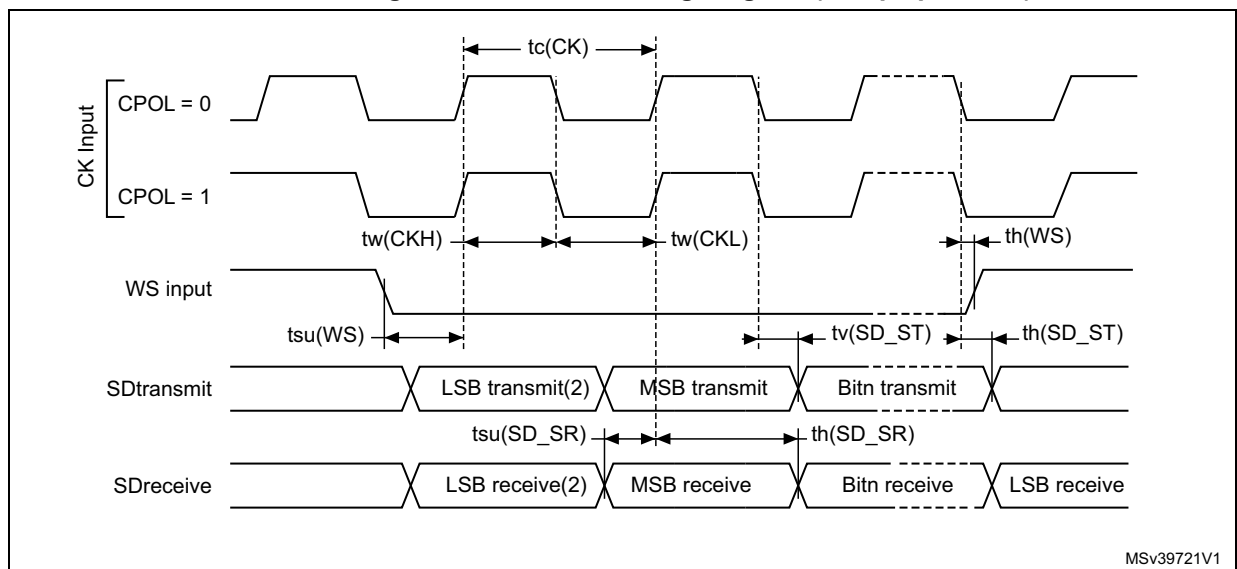 tc(CK)
CPOL = 0
CK Input
CPOL = 1
tw(CKH)
tw(CKL)
th(WS)
WS input
tsu(WS)
tv(SD_ST)
th(SD_ST)
SDtransmit
LSB transmit(2)
MSB transmit
Bitn transmit
tsu(SD_SR)
th(SD_SR)
SDreceive
LSB receive(2)
MSB receive
Bitn receive
LSB receive
MSv39721V1